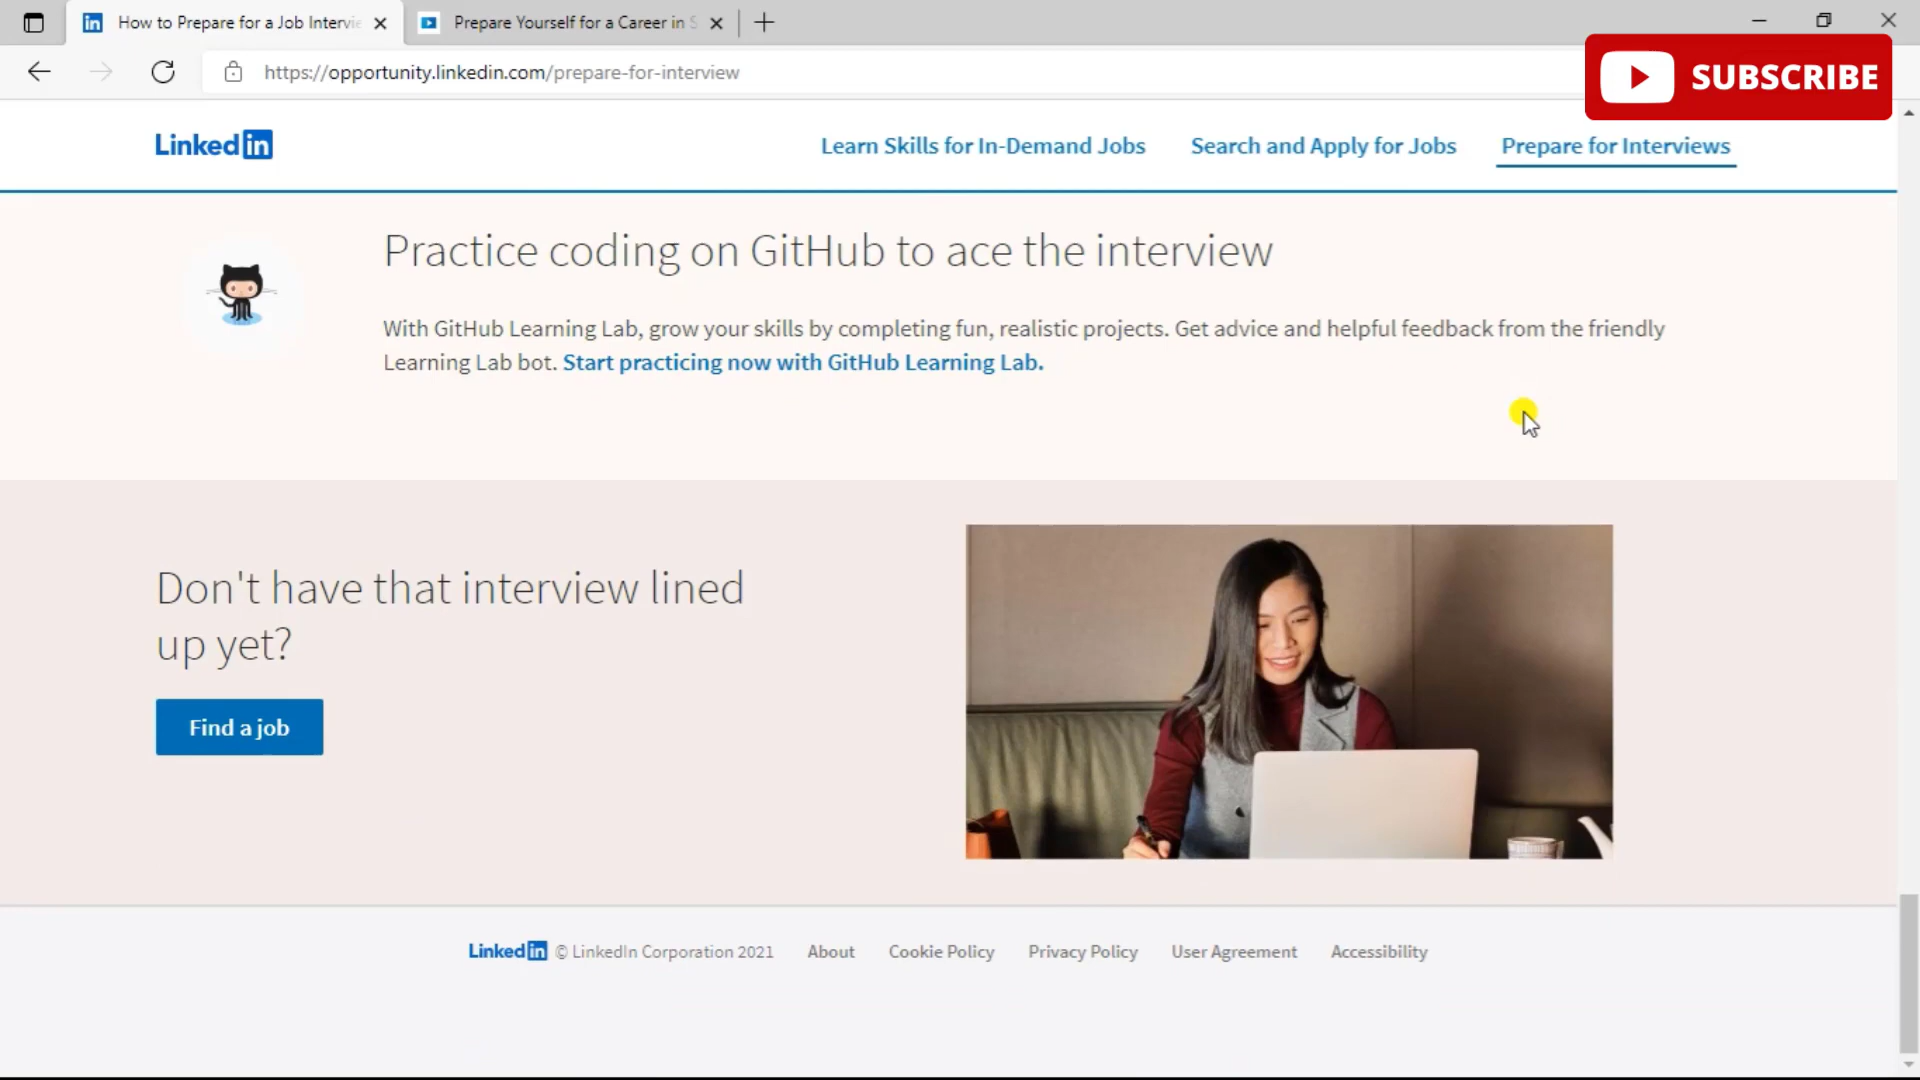 How to Prepare for a Job Intervie
Prepare Yourself for a Career in S
https://opportunity.linkedin.com/prepare-for-interview
SUBSCRIBE
Linked in
Learn Skills for In-Demand Jobs
Search and Apply for Jobs
Prepare for Interviews
Practice coding on GitHub to ace the interview
With GitHub Learning Lab, grow your skills by completing fun, realistic projects. Get advice and helpful feedback from the friendly
Learning Lab bot. Start practicing now with GitHub Learning Lab.
Don't have that interview lined
up yet?
Find a job
Linked in © LinkedIn Corporation 2021 About Cookie Policy Privacy Policy User Agreement Accessibility